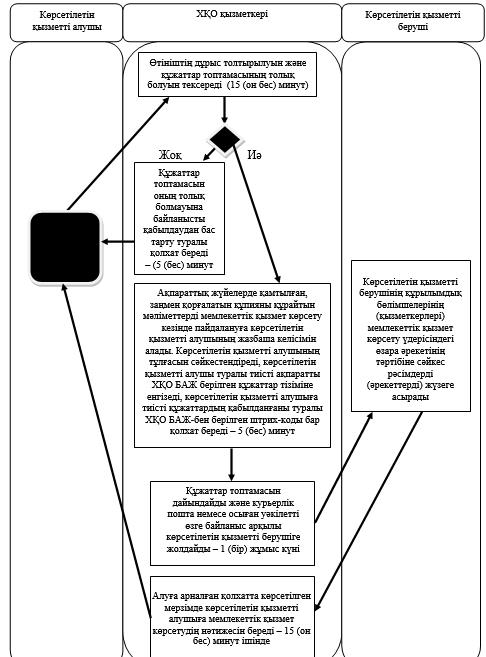 Көрсетілетін
қызметті алушы
ХҚО қызметкері
Көрсетілетін қызметті
беруші
Өтініштің дұрыс толтырылуын және
құжаттар топтамасының толық
болуын тексереді (15 (он бес) минут)
Жоқ
Иә
Құжаттар
топтамасын
оның толық
болмауына
байланысты
қабылдаудан бас
тарту туралы
қолхат береді
– (5 (бес) минут
Ақпараттық жүйелерде қамтылған,
заңмен қорғалатын құпияны құрайтын
мәліметтерді мемлекеттік қызмет көрсету
кезінде пайдалануға көрсетілетін
қызметті алушының жазбаша келісімін
алады. Көрсетілетін қызметті алушының
тұлғасын сәйкестендіреді, көрсетілетін
қызметті алушы туралы тиісті ақпаратты
ХҚО БАЖ берілген құжаттар тізіміне
енгізеді, көрсетілетін қызметті алушыға
тиісті құжаттардың қабылданғаны туралы
ХҚО БАЖ-бен берілген штрих-коды бар
қолхат береді – 5 (бес) минут
Көрсетілетін қызметті
берушінің құрылымдық
бөлімшелерінің
(қызметкерлері)
мемлекеттік қызмет
көрсету үдерісіндегі
өзара әрекетінің
тәртібіне сәйкес
рәсімдерді
(әрекеттерді) жүзеге
асырады
Құжаттар топтамасын
дайындайды және курьерлік
пошта немесе осыған уәкілетті
өзге байланыс арқылы
көрсетілетін қызметті берушіге
жолдайды – 1 (бір) жұмыс күні
Алуға арналған қолхатта көрсетілген
мерзімде көрсетілетін қызметті
алушыға мемлекеттік қызмет
көрсетудің нәтижесін береді – 15 (он
бес) минут ішінде